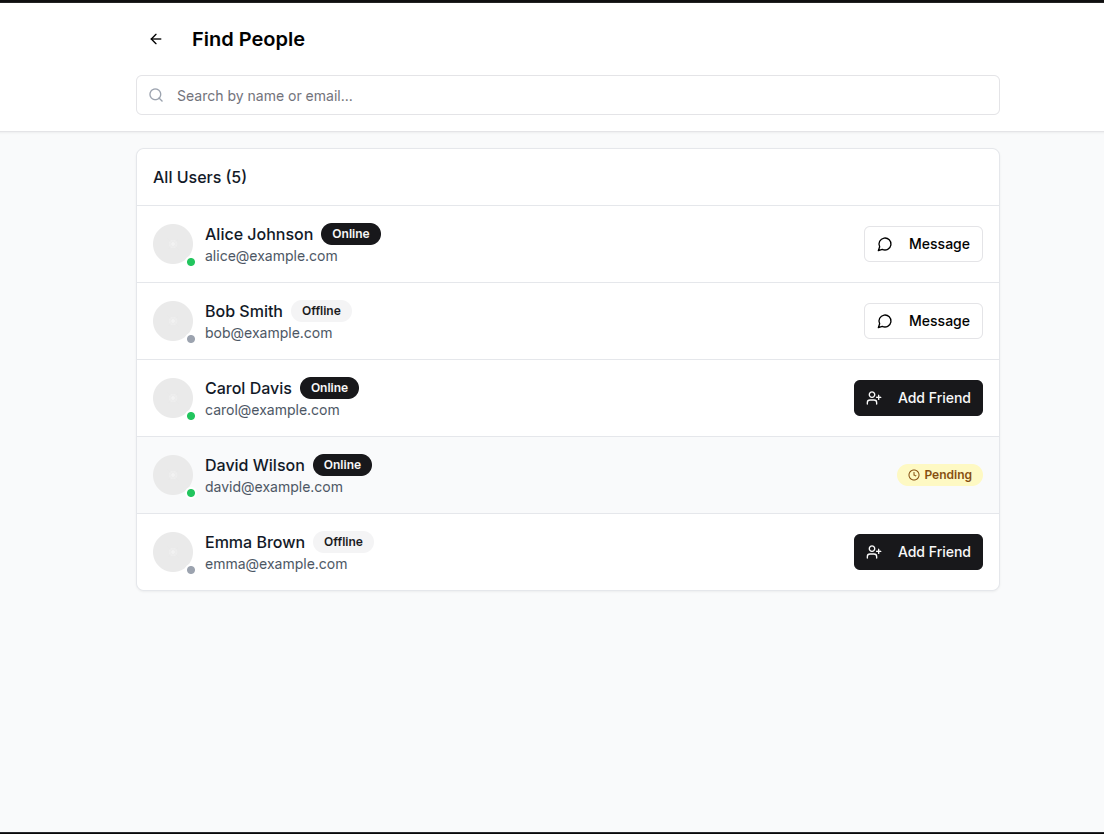 Find People
Search by name or email...
All Users (5)
Alice Johnson Online
alice@example.com
Message
Bob Smith Offline
bob@example.com
Message
Carol Davis Online
carol@example.com
Add Friend
David Wilson Online
david@example.com
Pending
Emma Brown Offline
emma@example.com
Add Friend